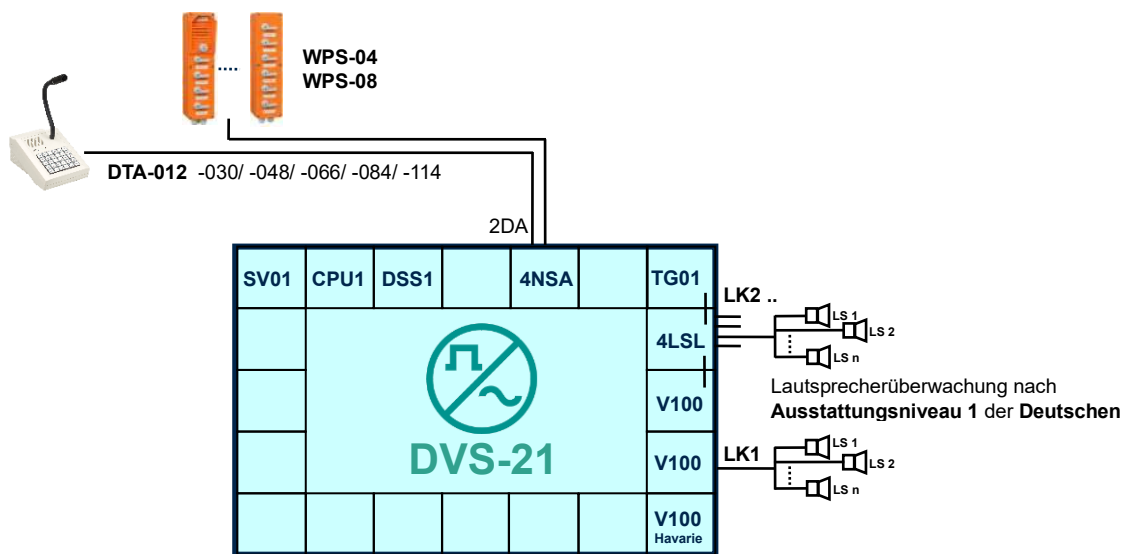 WPS-04
WPS-08
DTA-012 -030/ -048/ -066/ -084/ -114
2DA
SV01 CPU1 DSS1 4NSA TG01
LK2 ..
LS 1
LS 2
LS n
4LSL
Lautsprecherüberwachung nach
Ausstattungsniveau 1 der Deutschen
V100
DVS-21
V100
LK1
LS 1
LS 2
LS n
V100
Havarie